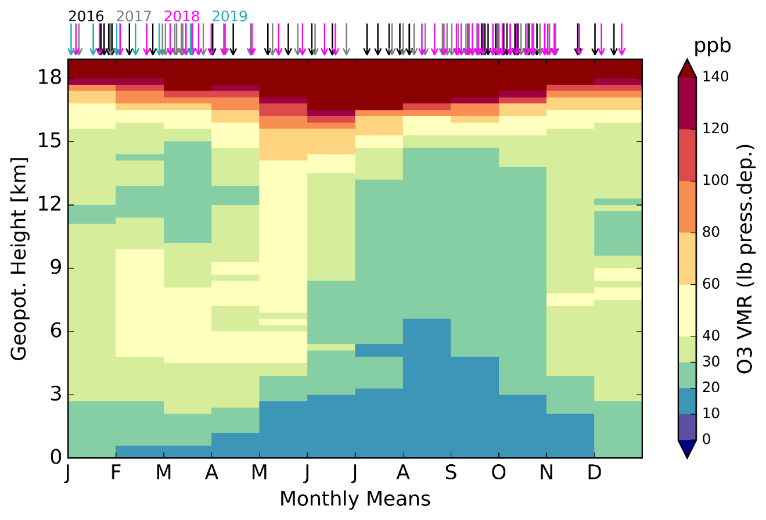 2016 2017 2018 2019
ppb
18
15
12
9
6
3
0
Geopot. Height [km]
J F M A M J J A S O N D
Monthly Means
140
120
100
80
60
40
30
20
10
0
O3 VMR (lb press.dep.)